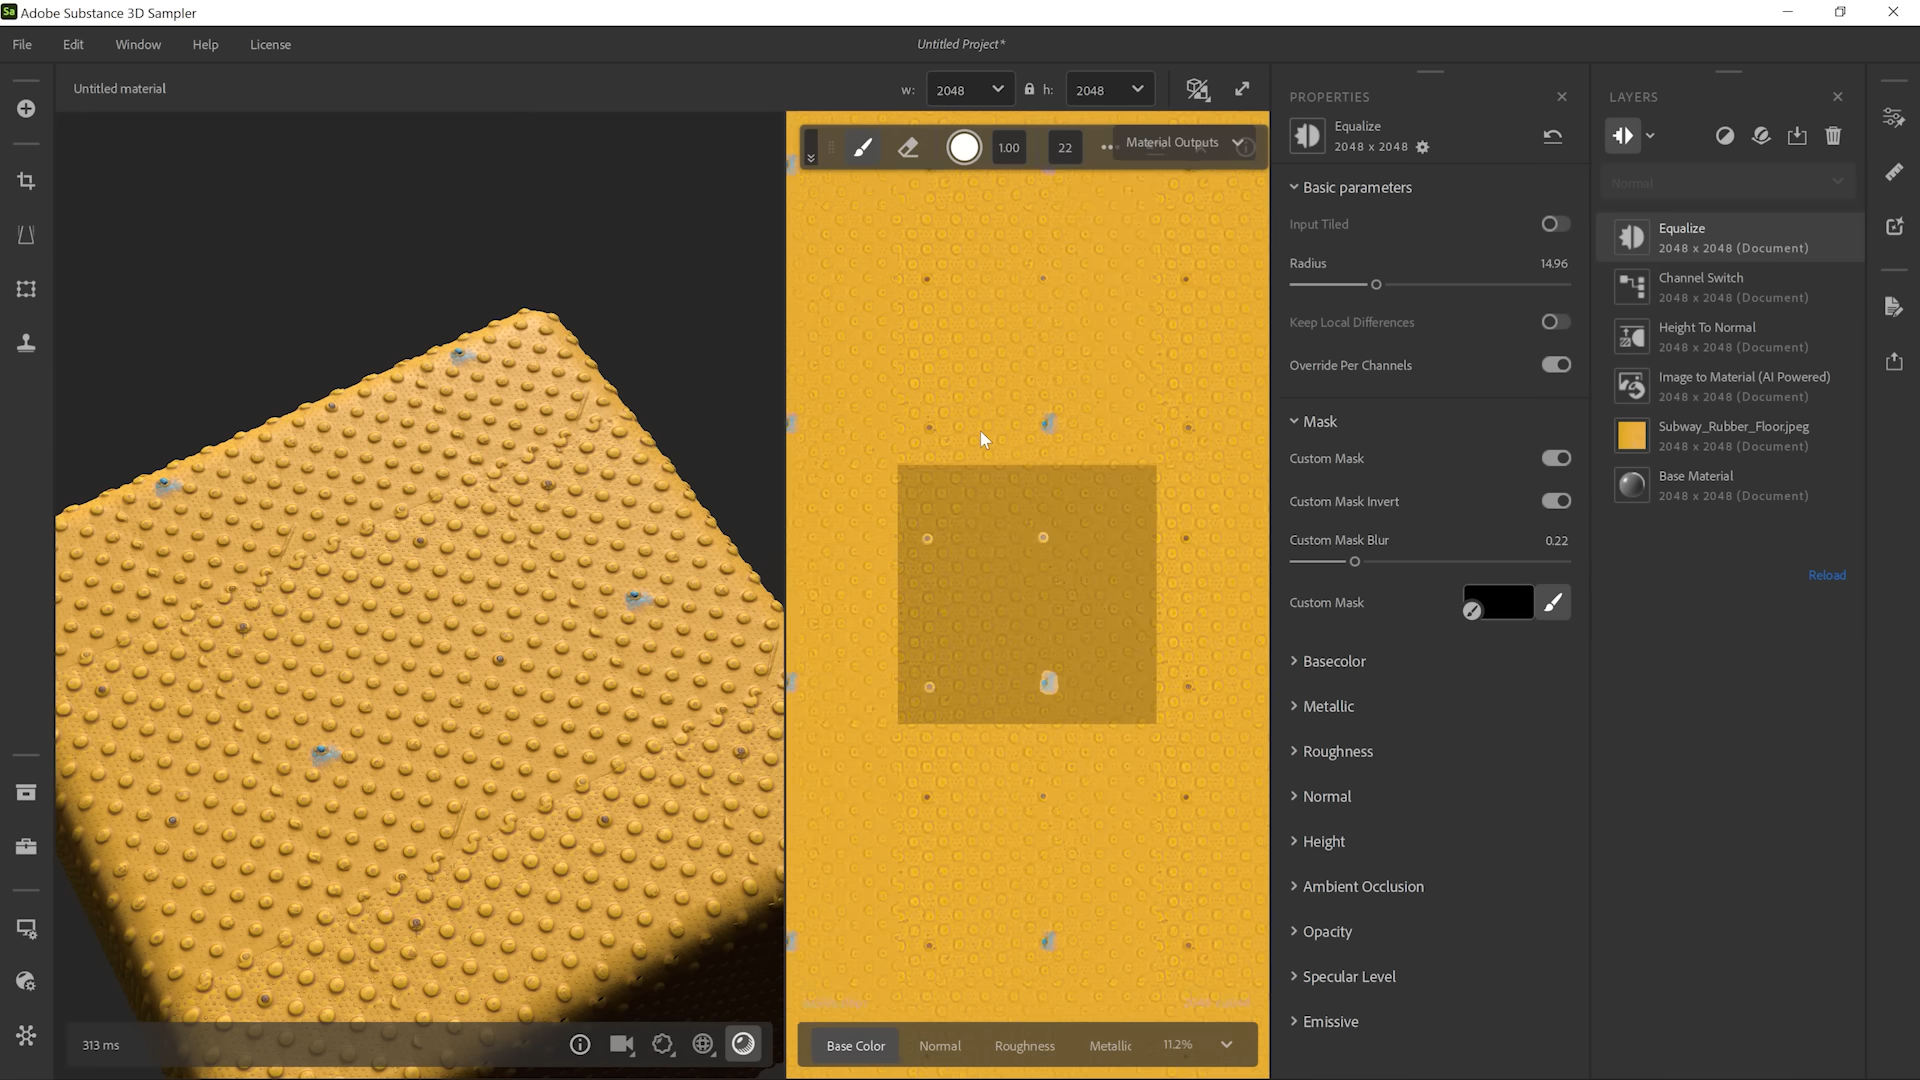 Sa Adobe Substance 3D Sampler
File Edit Window Help License
Untitled Project*
Untitled material
w: 2048 h: 2048
1.00 22 Material Outputs
313 ms
Base Color Normal Roughness Metallic 11.2%
PROPERTIES
Equalize
2048 x 2048
Basic parameters
Input Tiled
Radius 14.96
Keep Local Differences
Override Per Channels
Mask
Custom Mask
Custom Mask Invert
Custom Mask Blur 0.22
Custom Mask
Basecolor
Metallic
Roughness
Normal
Height
Ambient Occlusion
Opacity
Specular Level
Emissive
LAYERS
Normal
Equalize
2048 x 2048 (Document)
Channel Switch
2048 x 2048 (Document)
Height To Normal
2048 x 2048 (Document)
Image to Material (AI Powered)
2048 x 2048 (Document)
Subway_Rubber_Floor.jpeg
2048 x 2048 (Document)
Base Material
2048 x 2048 (Document)
Reload